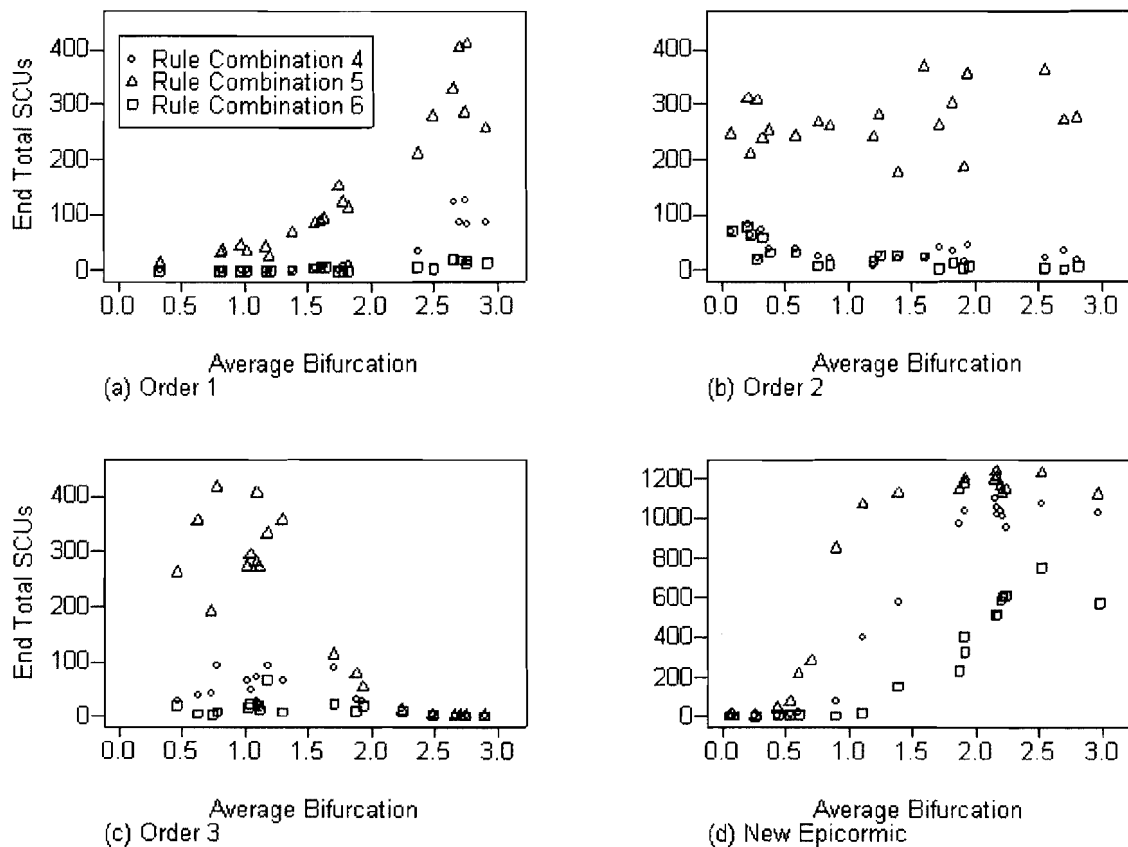 End Total SCUs
400
300
200
100
0
Rule Combination 4
Rule Combination 5
Rule Combination 6
0.0 0.5 1.0 1.5 2.0 2.5 3.0
Average Bifurcation
(a) Order 1
400
300
200
100
0
0.0 0.5 1.0 1.5 2.0 2.5 3.0
Average Bifurcation
(b) Order 2
End Total SCUs
400
300
200
100
0
0.0 0.5 1.0 1.5 2.0 2.5 3.0
Average Bifurcation
(c) Order 3
1200
1000
800
600
400
200
0
0.0 0.5 1.0 1.5 2.0 2.5 3.0
Average Bifurcation
(d) New Epicormic